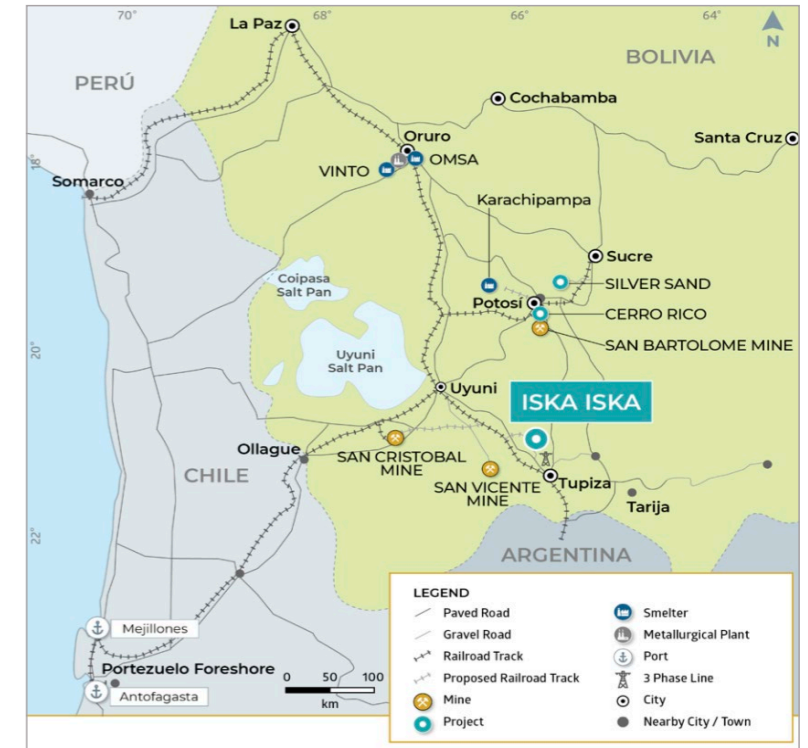 70°
68°
66°
64°
N
La Paz
BOLIVIA
PERÚ
Cochabamba
Oruro
Santa Cruz
18°
VINTO
OMSA
Somarco
Karachipampa
Sucre
Coipasa
Salt Pan
SILVER SAND
Potosí
CERRO RICO
SAN BARTOLOME MINE
20°
Uyuni
Salt Pan
Uyuni
ISKA ISKA
Ollague
SAN CRISTOBAL
MINE
CHILE
SAN VICENTE
MINE
Tupiza
Tarija
22°
ARGENTINA
LEGEND
Paved Road
Gravel Road
Railroad Track
Proposed Railroad Track
Mine
Project
Smelter
Metallurgical Plant
Port
3 Phase Line
City
Nearby City / Town
Mejillones
Portezuelo Foreshore
Antofagasta
0 50 100
km